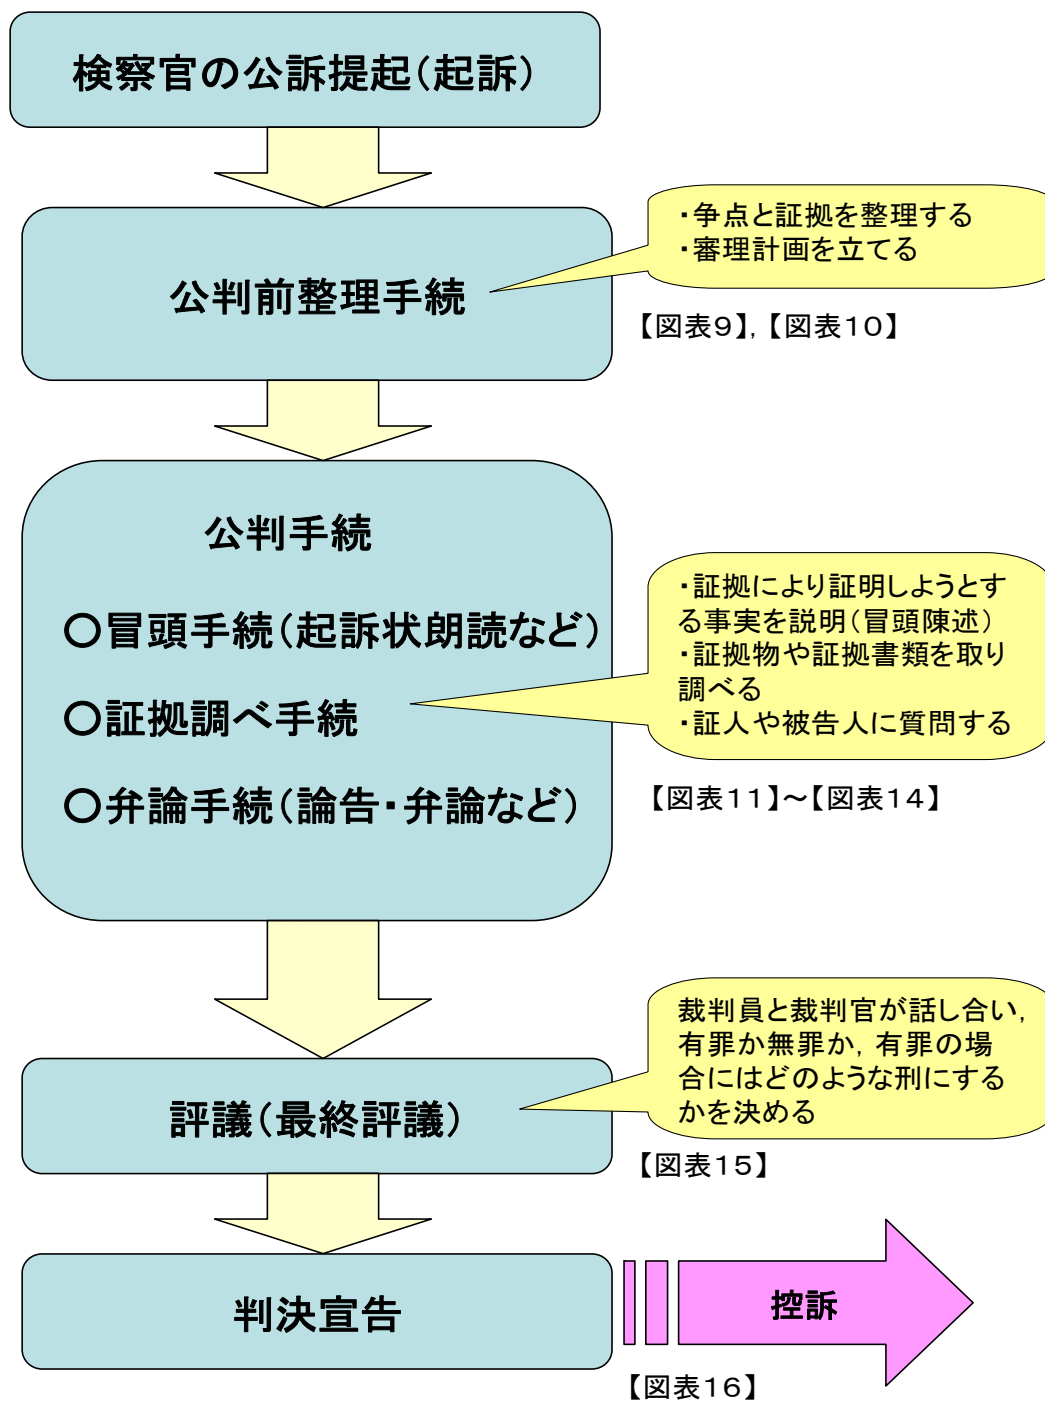 検察官の公訴提起(起訴)
公判前整理手続
・争点と証拠を整理する
・審理計画を立てる
【図表9】,【図表10】
公判手続
○冒頭手続(起訴状朗読など)
○証拠調べ手続
○弁論手続(論告・弁論など)
・証拠により証明しようとす
る事実を説明(冒頭陳述)
・証拠物や証拠書類を取り
調べる
・証人や被告人に質問する
【図表11】~【図表14】
評議(最終評議)
裁判員と裁判官が話し合い,
有罪か無罪か,有罪の場
合にはどのような刑にする
かを決める
【図表15】
判決宣告
控訴
【図表16】